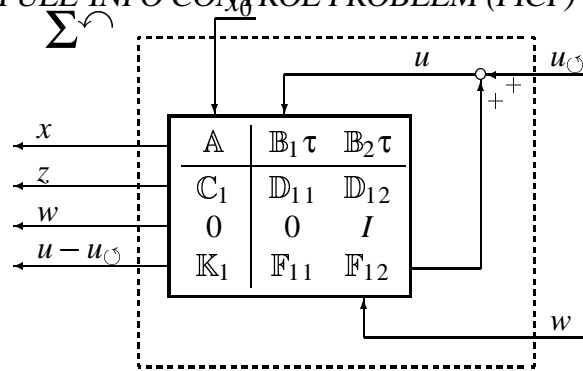 FULL INFO CONTROL PROBLEM (FICP)
x0
Σ↶
u
u↺
+
+
x
z
w
u − u↺
𝔸 𝔹₁τ 𝔹₂τ
ℂ₁ 𝔻₁₁ 𝔻₁₂
0 0 I
𝕂₁ 𝔽₁₁ 𝔽₁₂
w